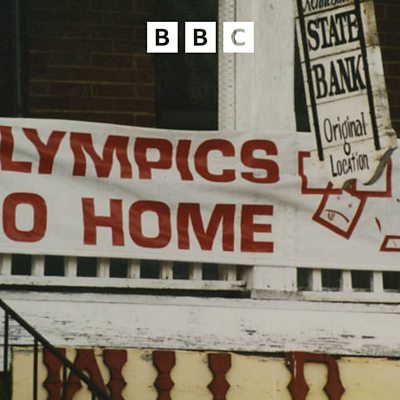 BBC
STATE
BANK
Original
Location
LYMPICS
O HOME